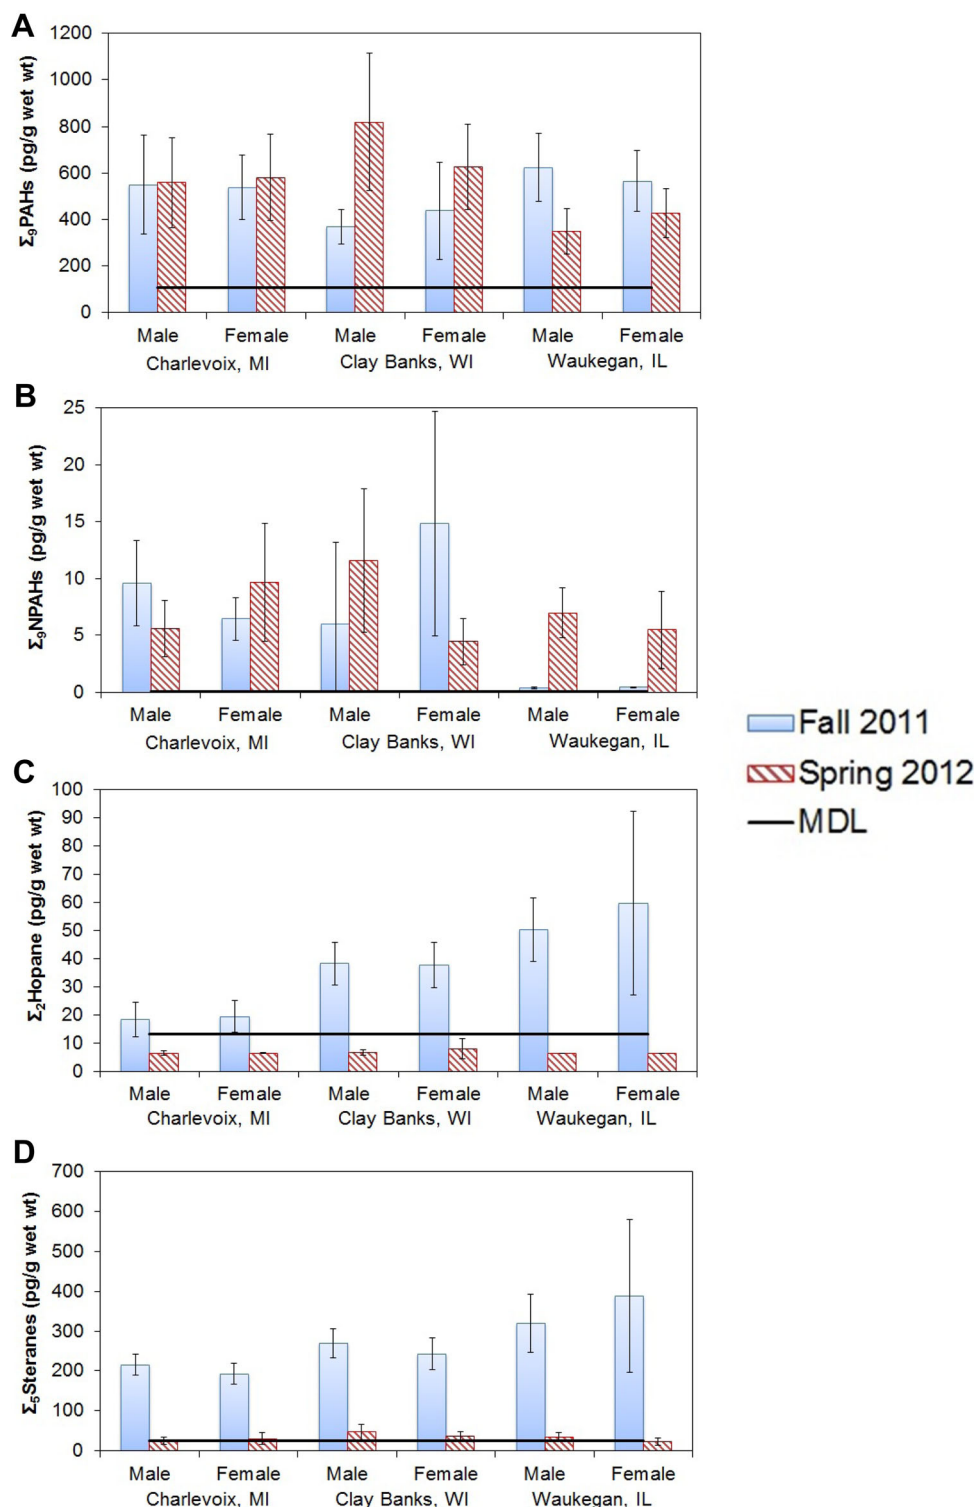 A
Σ₉PAHs (pg/g wet wt)
1200
1000
800
600
400
200
0
Male Female Male Female Male Female
Charlevoix, MI Clay Banks, WI Waukegan, IL
B
Σ₉NPAHs (pg/g wet wt)
25
20
15
10
5
0
Male Female Male Female Male Female
Charlevoix, MI Clay Banks, WI Waukegan, IL
Fall 2011
Spring 2012
MDL
C
Σ₂Hopane (pg/g wet wt)
100
90
80
70
60
50
40
30
20
10
0
Male Female Male Female Male Female
Charlevoix, MI Clay Banks, WI Waukegan, IL
D
Σ₅Steranes (pg/g wet wt)
700
600
500
400
300
200
100
0
Male Female Male Female Male Female
Charlevoix, MI Clay Banks, WI Waukegan, IL